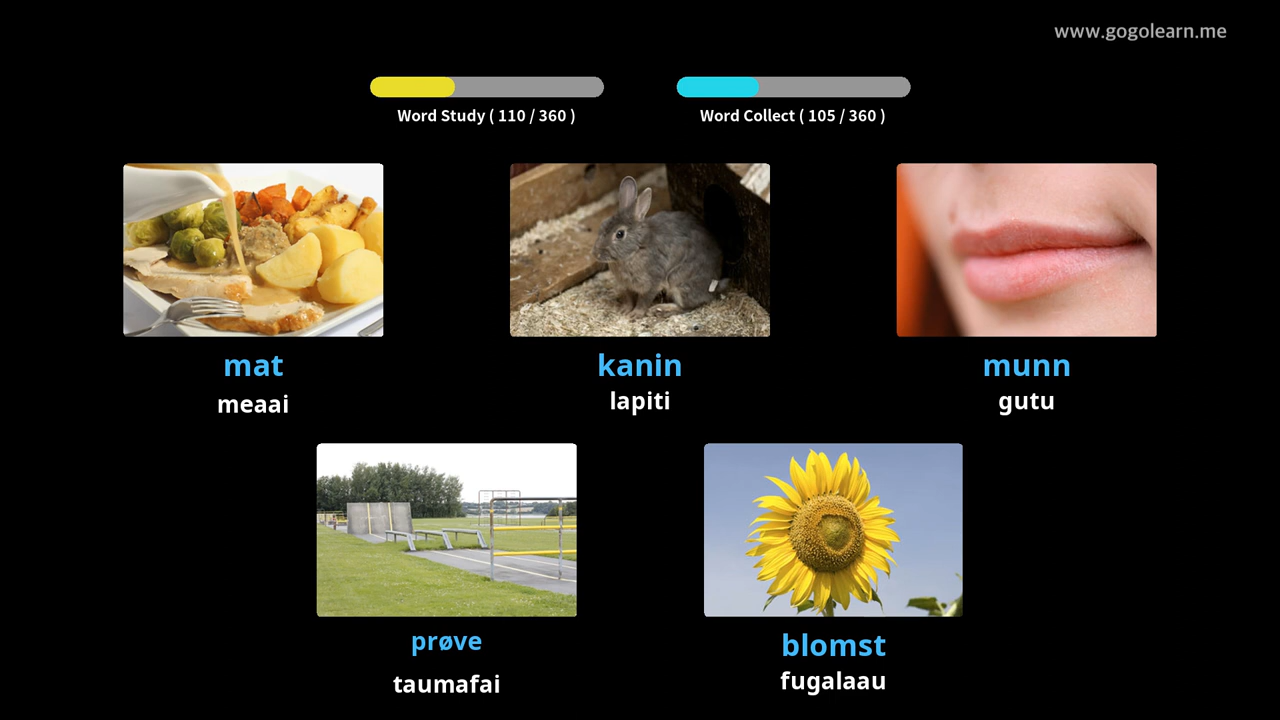 www.gogolearn.me
Word Study ( 110 / 360 )
Word Collect ( 105 / 360 )
mat
meaai
kanin
lapiti
munn
gutu
prøve
taumafai
blomst
fugalaau